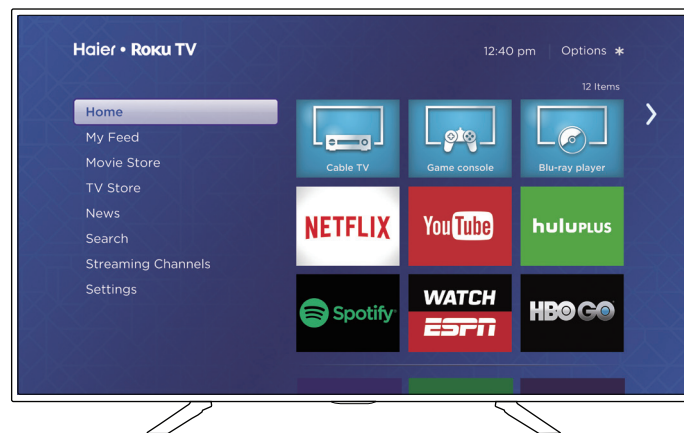 Haier • Roku TV
12:40 pm | Options *
12 Items
Home
My Feed
Movie Store
TV Store
News
Search
Streaming Channels
Settings
Cable TV
Game console
Blu-ray player
NETFLIX
YouTube
huluPLUS
Spotify
WATCH
ESPN
HBO GO